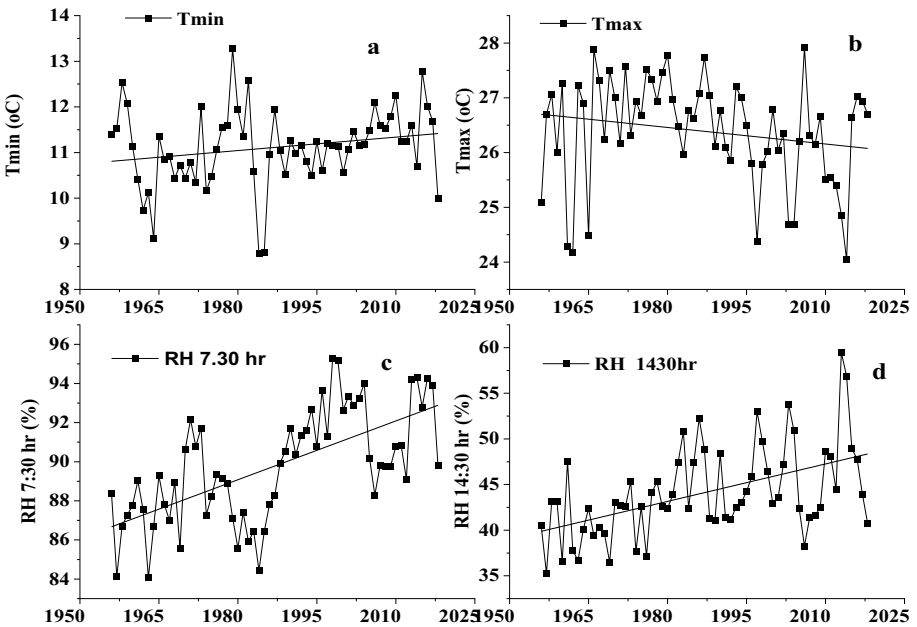 Tmin
a
Tmin (oC)
14
13
12
11
10
9
8
1950 1965 1980 1995 2010 2025
Tmax
b
Tmax (oC)
28
27
26
25
24
1950 1965 1980 1995 2010 2025
RH 7.30 hr
c
RH 7:30 hr (%)
96
94
92
90
88
86
84
1950 1965 1980 1995 2010 2025
RH 1430hr
d
RH 14:30 hr (%)
60
55
50
45
40
35
1950 1965 1980 1995 2010 2025